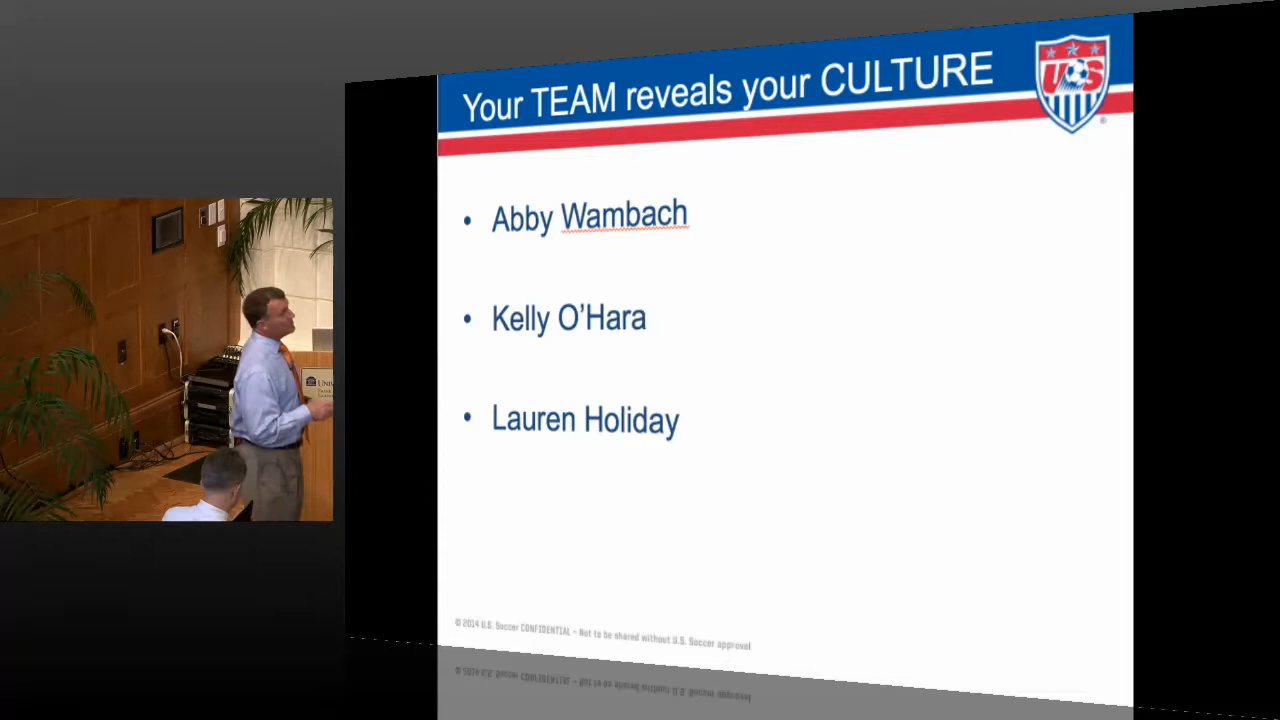 Your TEAM reveals your CULTURE
US
®
• Abby Wambach
• Kelly O’Hara
• Lauren Holiday
© 2014 U.S. Soccer CONFIDENTIAL – Not to be shared without U.S. Soccer approval